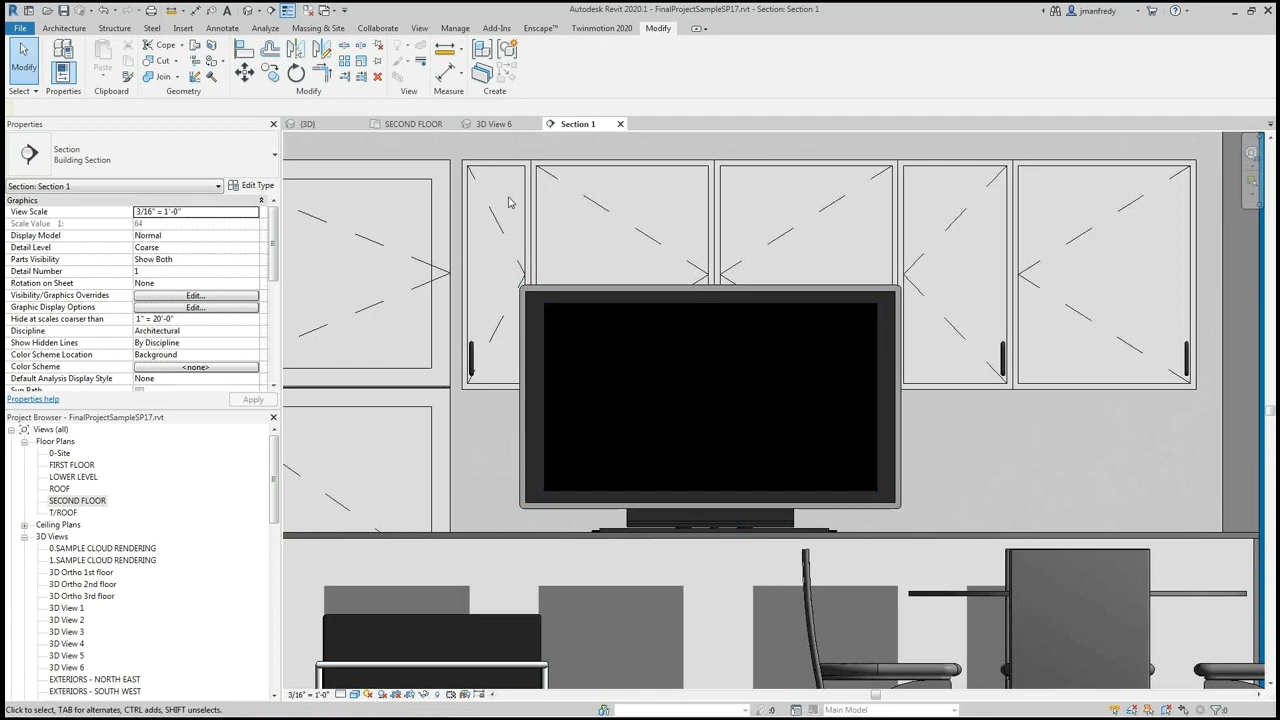 Autodesk Revit 2020.1 - FinalProjectSampleSP17.rvt - Section: Section 1
jmanfredy
File Architecture Structure Steel Insert Annotate Analyze Massing & Site Collaborate View Manage Add-Ins Enscape™ Twinmotion 2020 Modify
Modify
Properties
Paste
Cope
Cut
Join
Select Properties Clipboard Geometry Modify View Measure Create
Properties
{3D} SECOND FLOOR 3D View 6 Section 1
Section
Building Section
Section: Section 1 Edit Type
Graphics
View Scale 3/16" = 1'-0"
Scale Value 1: 64
Display Model Normal
Detail Level Coarse
Parts Visibility Show Both
Detail Number 1
Rotation on Sheet None
Visibility/Graphics Overrides Edit...
Graphic Display Options Edit...
Hide at scales coarser than 1" = 20'-0"
Discipline Architectural
Show Hidden Lines By Discipline
Color Scheme Location Background
Color Scheme <none>
Default Analysis Display Style None
Sun Path
Properties help Apply
Project Browser - FinalProjectSampleSP17.rvt
Views (all)
Floor Plans
0-Site
FIRST FLOOR
LOWER LEVEL
ROOF
SECOND FLOOR
T/ROOF
Ceiling Plans
3D Views
0.SAMPLE CLOUD RENDERING
1.SAMPLE CLOUD RENDERING
3D Ortho 1st floor
3D Ortho 2nd floor
3D Ortho 3rd floor
3D View 1
3D View 2
3D View 3
3D View 4
3D View 5
3D View 6
EXTERIORS - NORTH EAST
EXTERIORS - SOUTH WEST
3/16" = 1'-0"
Click to select, TAB for alternates, CTRL adds, SHIFT unselects. :0 Main Model :0